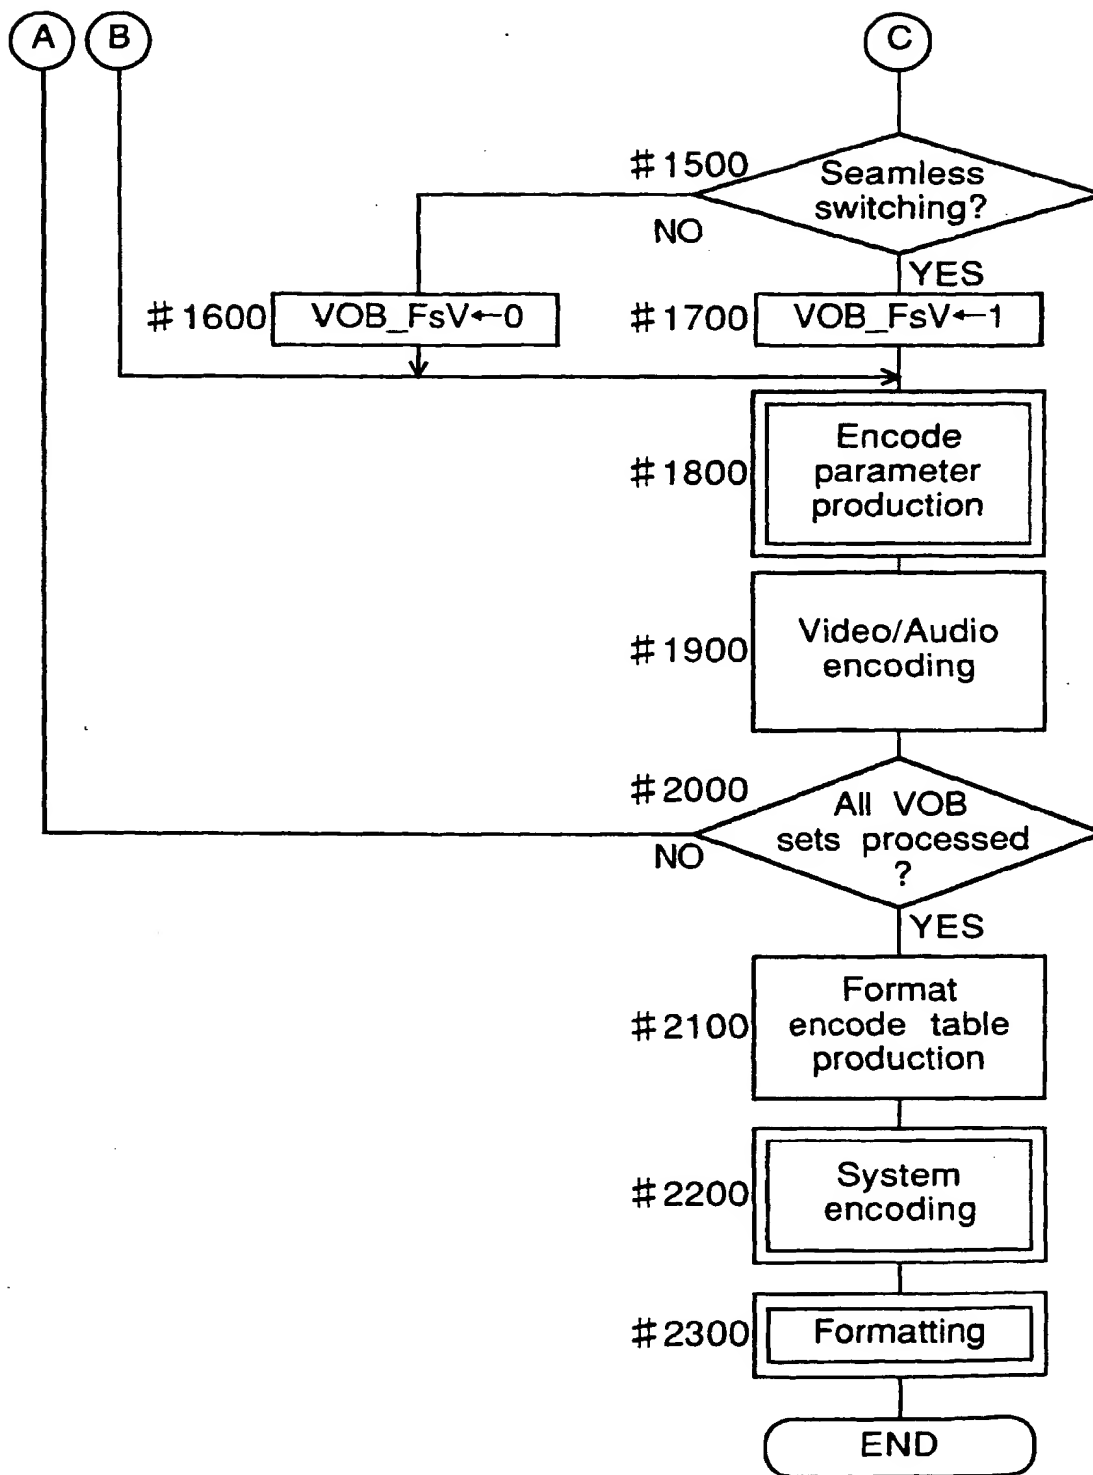 A B C
#1500
Seamless
switching?
NO
YES
#1600
VOB_FsV←0
#1700
VOB_FsV←1
#1800
Encode
parameter
production
#1900
Video/Audio
encoding
#2000
All VOB
sets processed
?
NO
YES
#2100
Format
encode table
production
#2200
System
encoding
#2300
Formatting
END